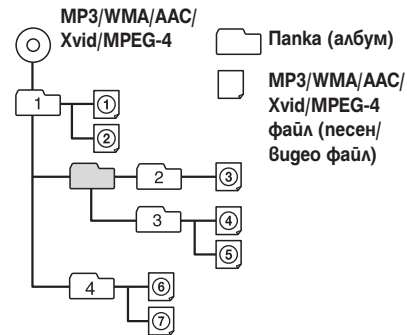 MP3/WMA/AAC/
Xvid/MPEG-4
Папка (албум)
MP3/WMA/AAC/
Xvid/MPEG-4
файл (песен/
видео файл)
1
①
②
2
③
3
④
⑤
4
⑥
⑦